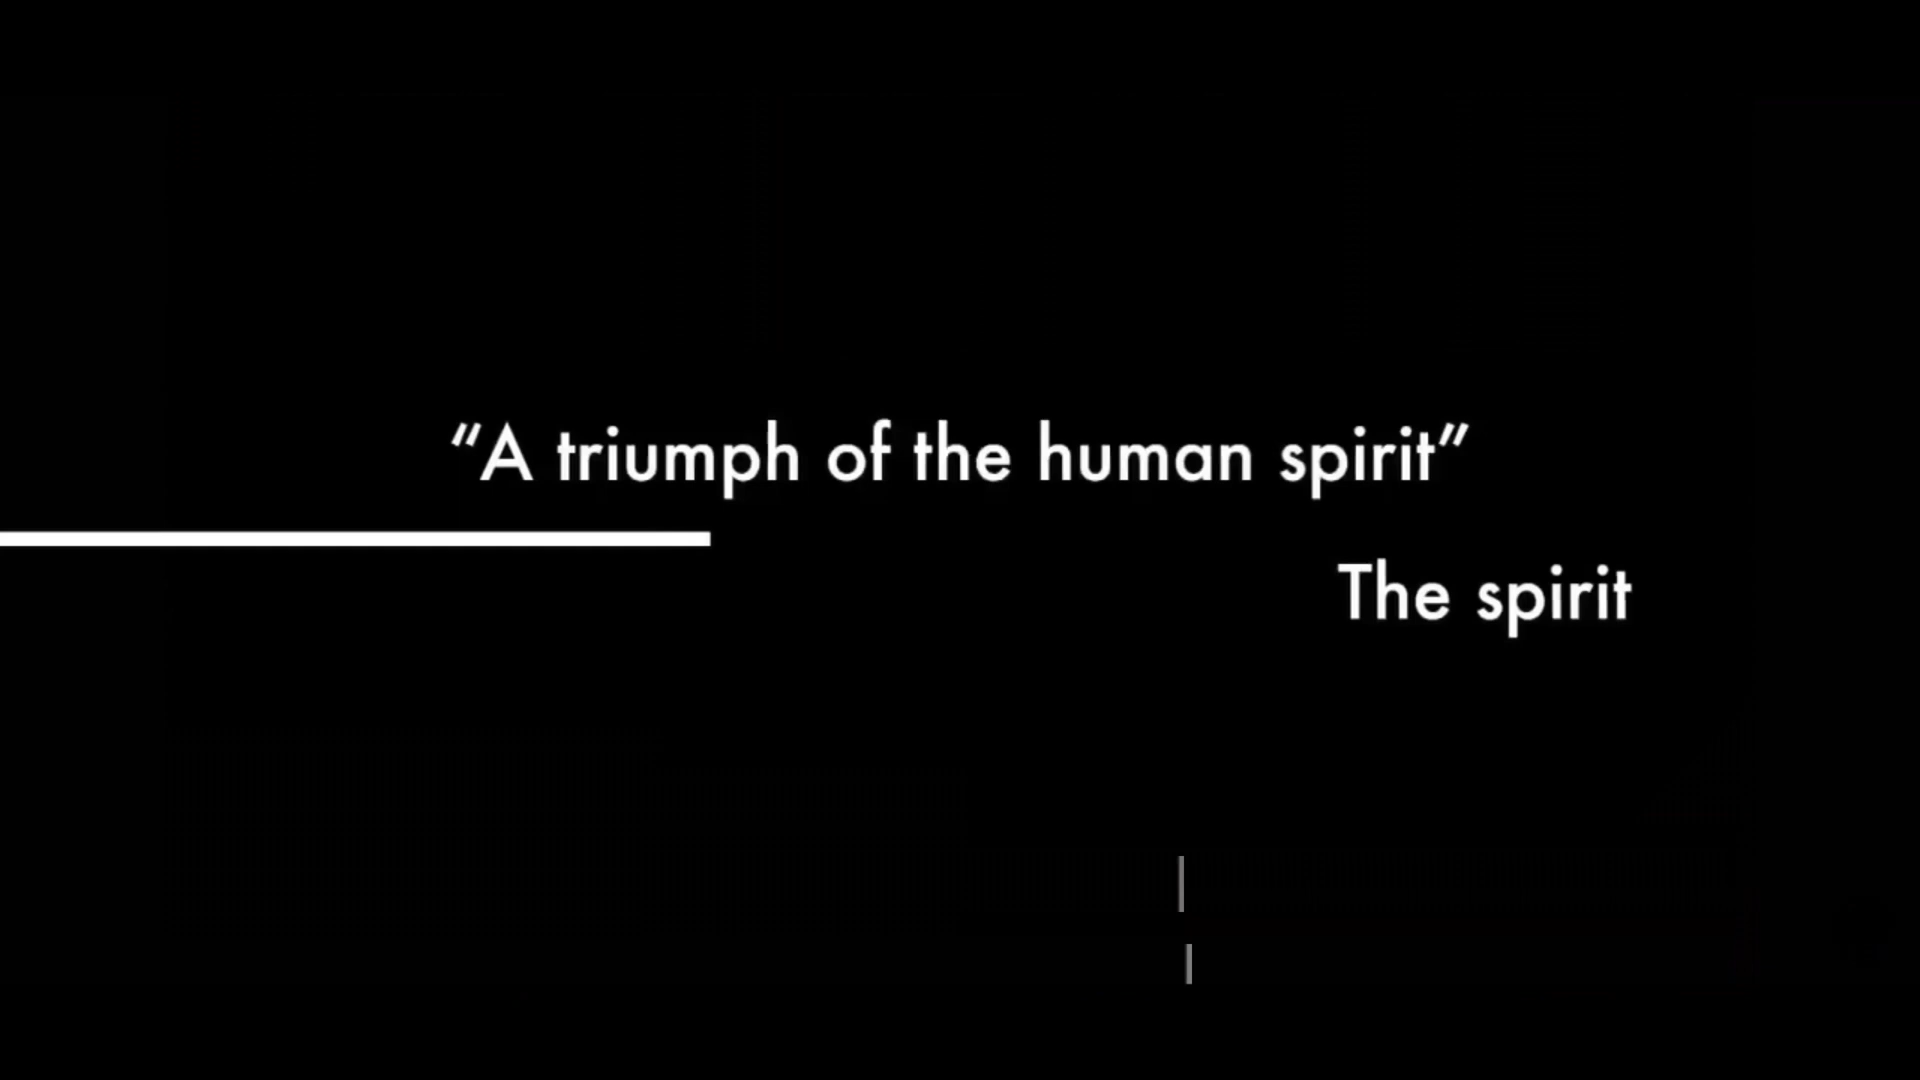 “A triumph of the human spirit”
The spirit